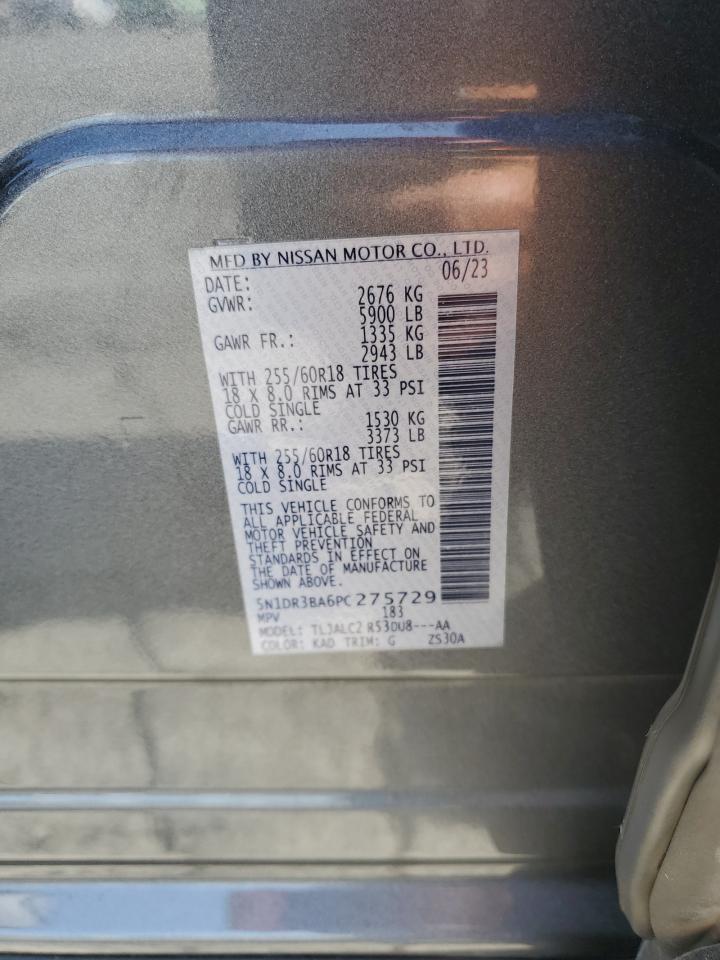 MFD BY NISSAN MOTOR CO., LTD.
DATE: 06/23
GVWR: 2676 KG
5900 LB
GAWR FR.: 1335 KG
2943 LB
WITH 255/60R18 TIRES
18 X 8.0 RIMS AT 33 PSI
COLD SINGLE
GAWR RR.: 1530 KG
3373 LB
WITH 255/60R18 TIRES
18 X 8.0 RIMS AT 33 PSI
COLD SINGLE
THIS VEHICLE CONFORMS TO
ALL APPLICABLE FEDERAL
MOTOR VEHICLE SAFETY AND
THEFT PREVENTION
STANDARDS IN EFFECT ON
THE DATE OF MANUFACTURE
SHOWN ABOVE.
5N1DR3BA6PC275729
MPV 183
MODEL: TLJALC2 R53DU8---AA
COLOR: KAD TRIM: G ZS30A